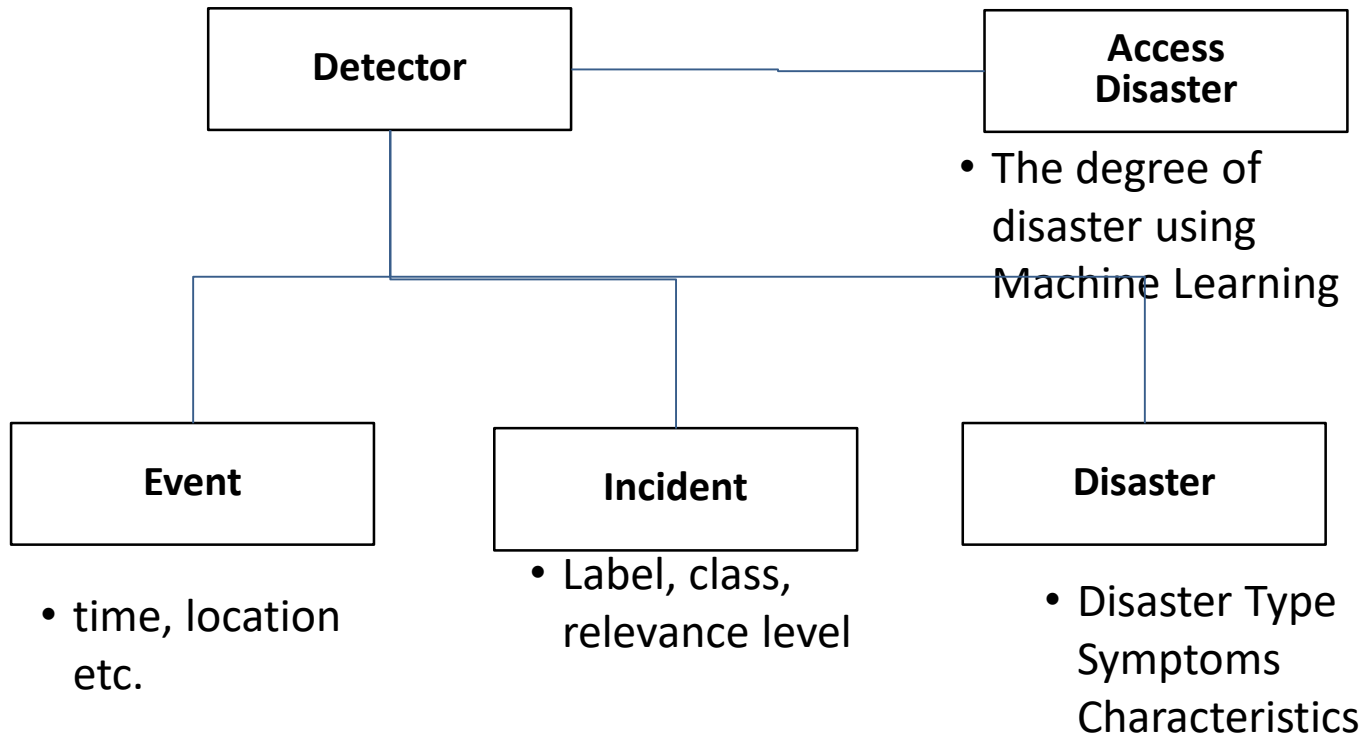 Detector
Access
Disaster
• The degree of
disaster using
Machine Learning
Event
Incident
Disaster
• time, location
etc.
• Label, class,
relevance level
• Disaster Type
Symptoms
Characteristics